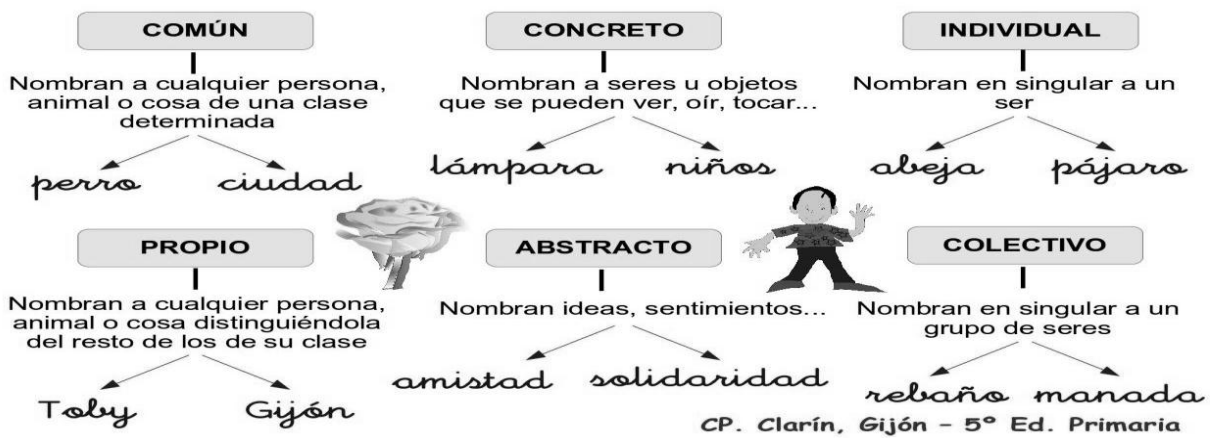 COMÚN
Nombran a cualquier persona,
animal o cosa de una clase
determinada
perro ciudad
CONCRETO
Nombran a seres u objetos
que se pueden ver, oír, tocar...
lámpara niños
INDIVIDUAL
Nombran en singular a un
ser
abeja pájaro
PROPIO
Nombran a cualquier persona,
animal o cosa distinguiéndola
del resto de los de su clase
Toby Gijón
ABSTRACTO
Nombran ideas, sentimientos...
amistad solidaridad
COLECTIVO
Nombran en singular a un
grupo de seres
rebaño manada
CP. Clarín, Gijón - 5º Ed. Primaria